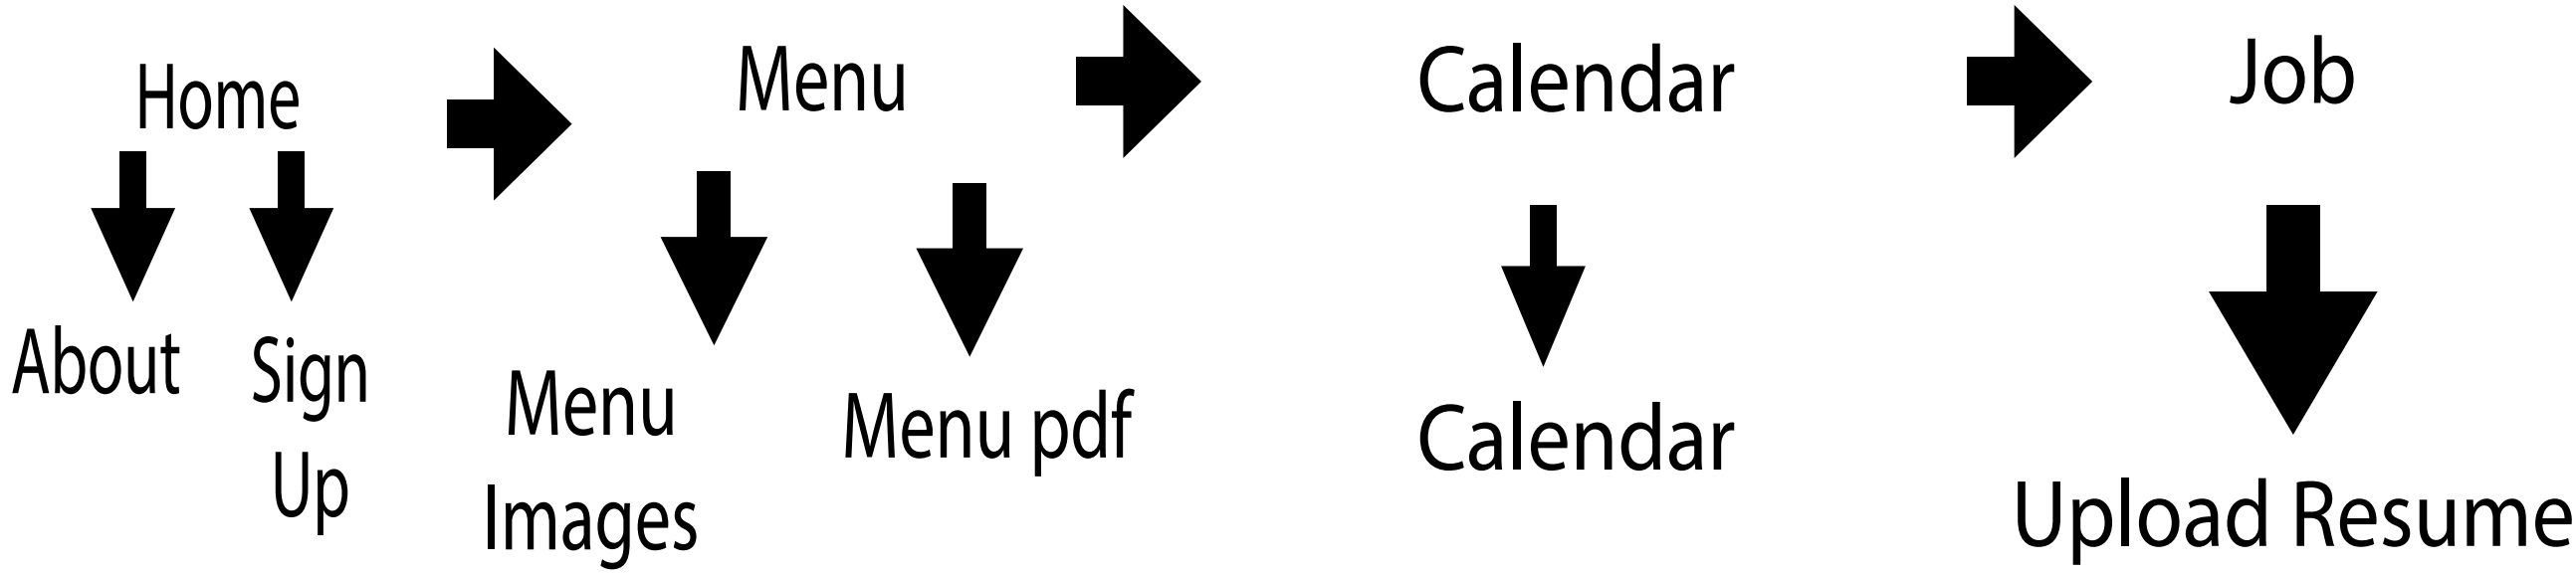 Home
Menu
Calendar
Job
About
Sign
Up
Menu
Images
Menu pdf
Calendar
Upload Resume